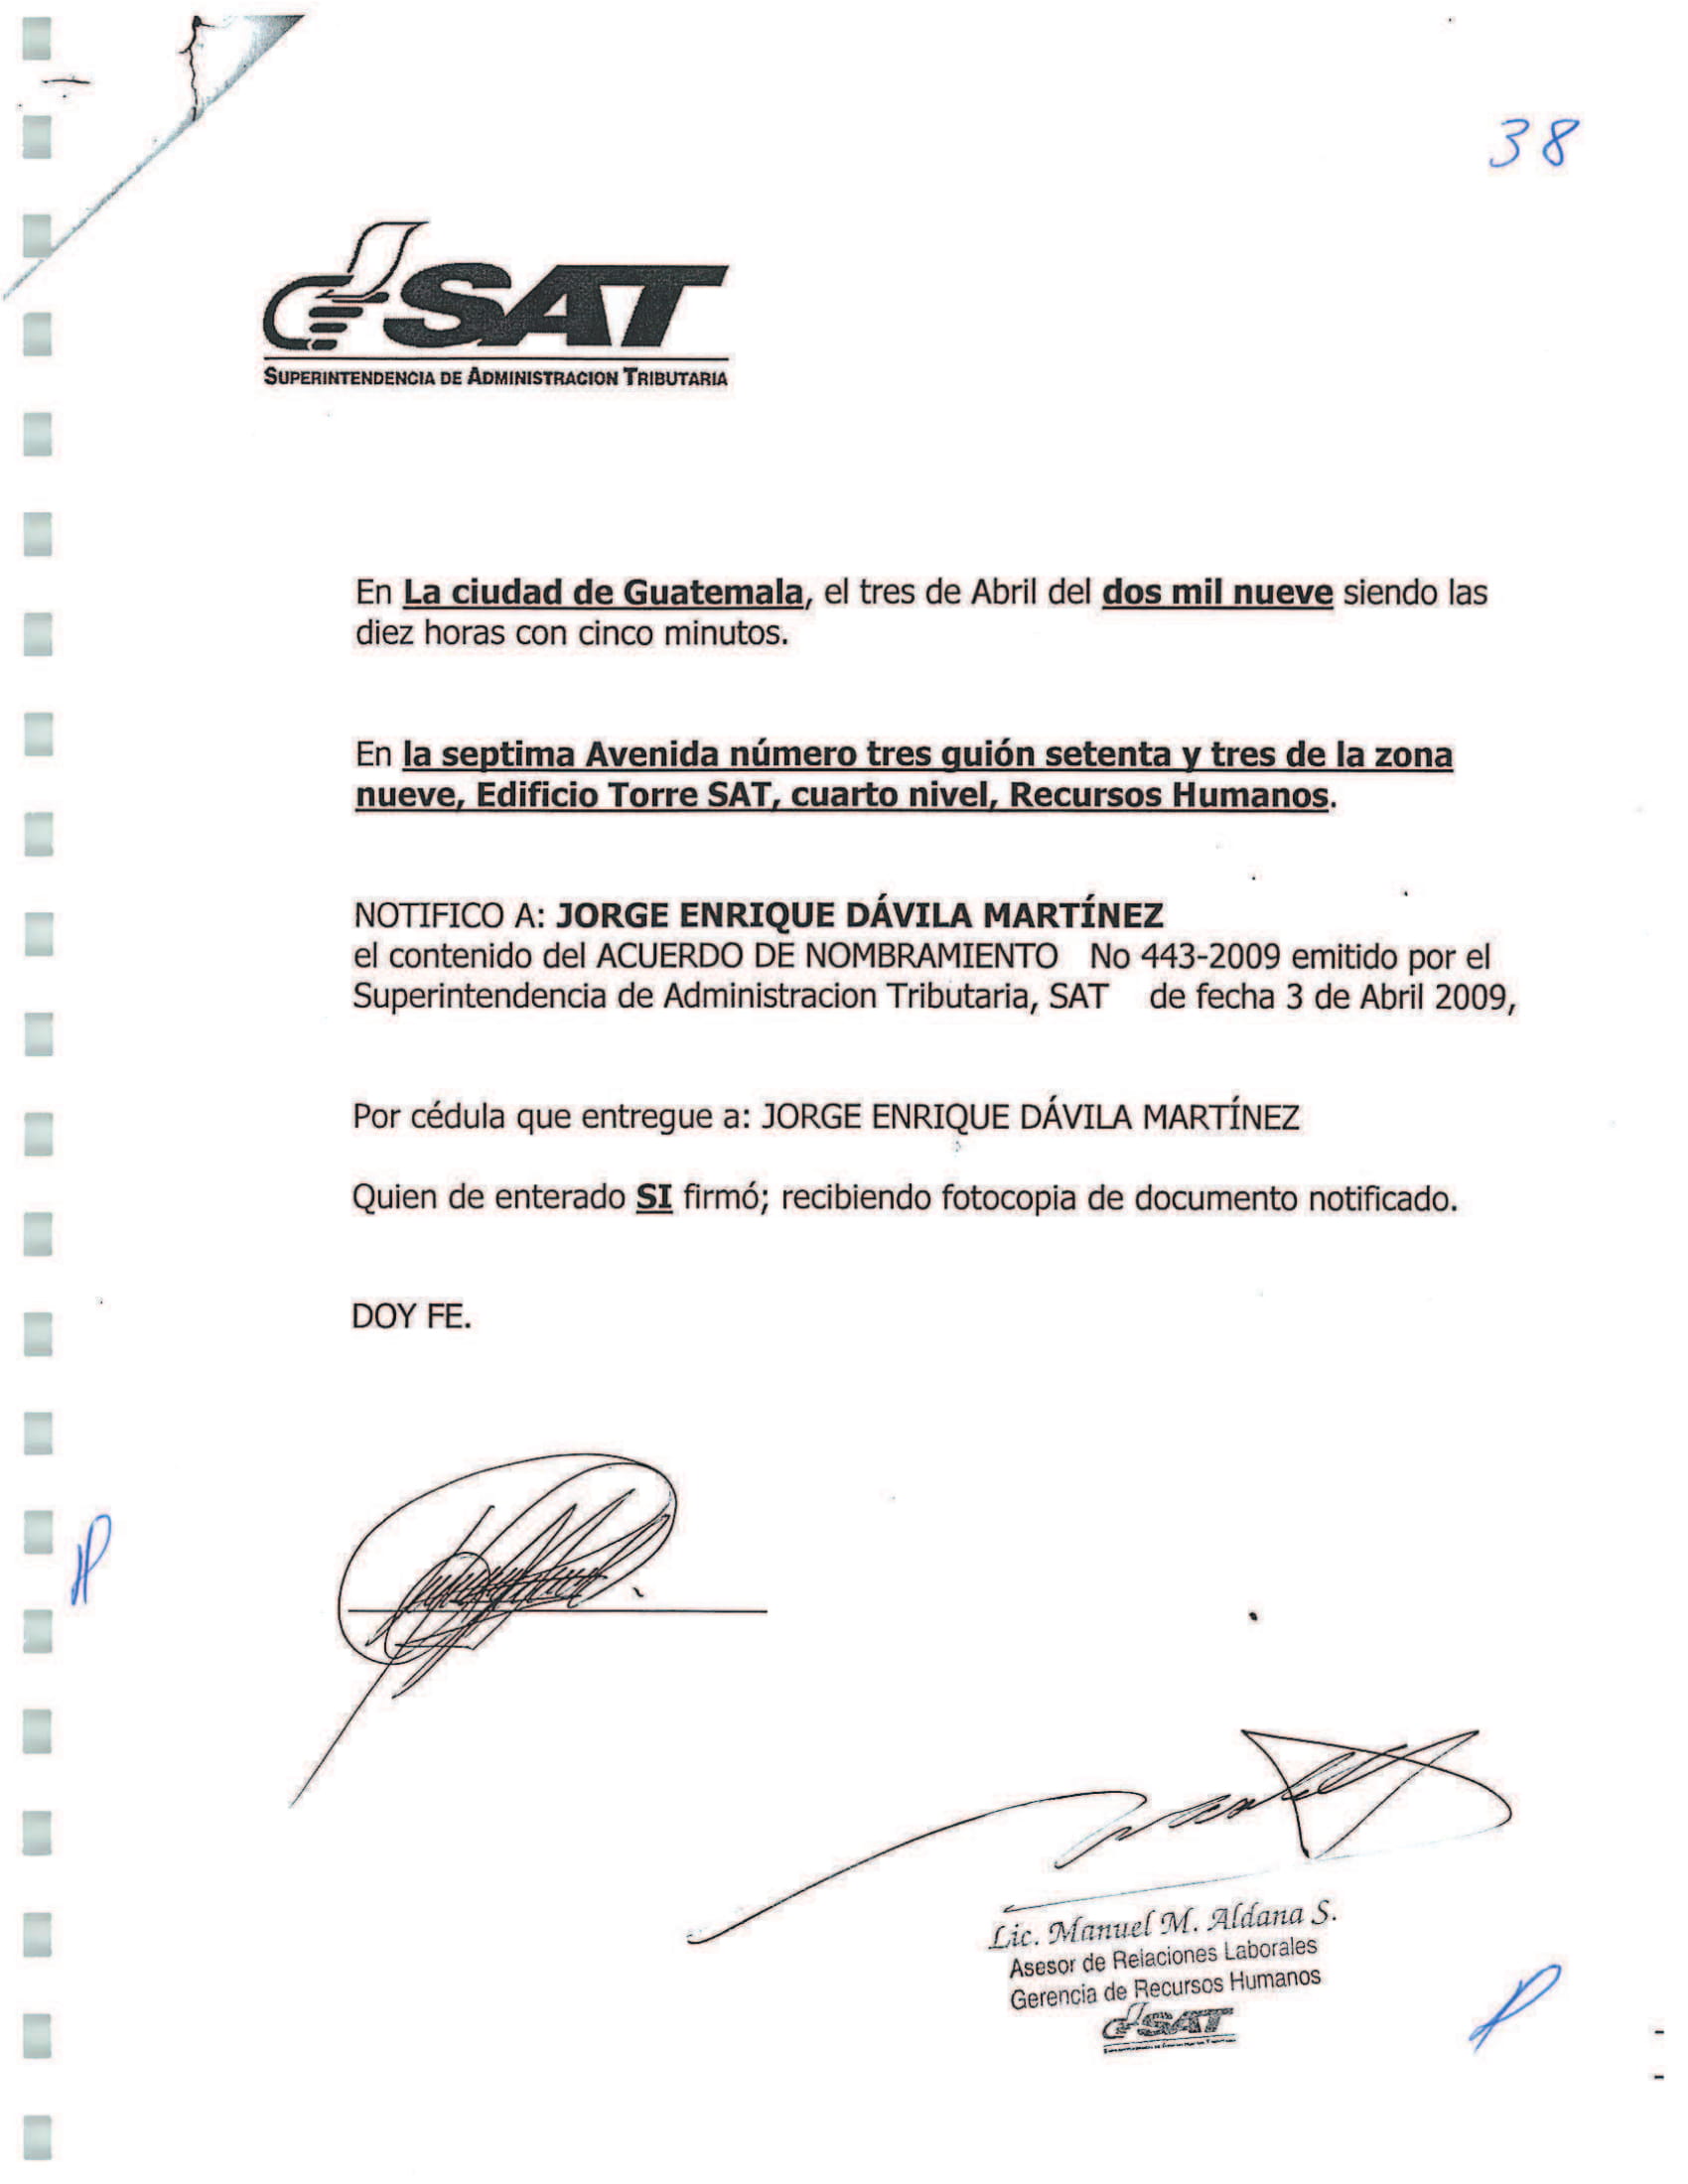 38
SAT
SUPERINTENDENCIA DE ADMINISTRACION TRIBUTARIA
En La ciudad de Guatemala, el tres de Abril del dos mil nueve siendo las
diez horas con cinco minutos.
En la septima Avenida número tres guión setenta y tres de la zona
nueve, Edificio Torre SAT, cuarto nivel, Recursos Humanos.
NOTIFICO A: JORGE ENRIQUE DÁVILA MARTÍNEZ
el contenido del ACUERDO DE NOMBRAMIENTO No 443-2009 emitido por el
Superintendencia de Administracion Tributaria, SAT de fecha 3 de Abril 2009,
Por cédula que entregue a: JORGE ENRIQUE DÁVILA MARTÍNEZ
Quien de enterado SI firmó; recibiendo fotocopia de documento notificado.
DOY FE.
Lic. Manuel M. Aldana S.
Asesor de Relaciones Laborales
Gerencia de Recursos Humanos
SAT